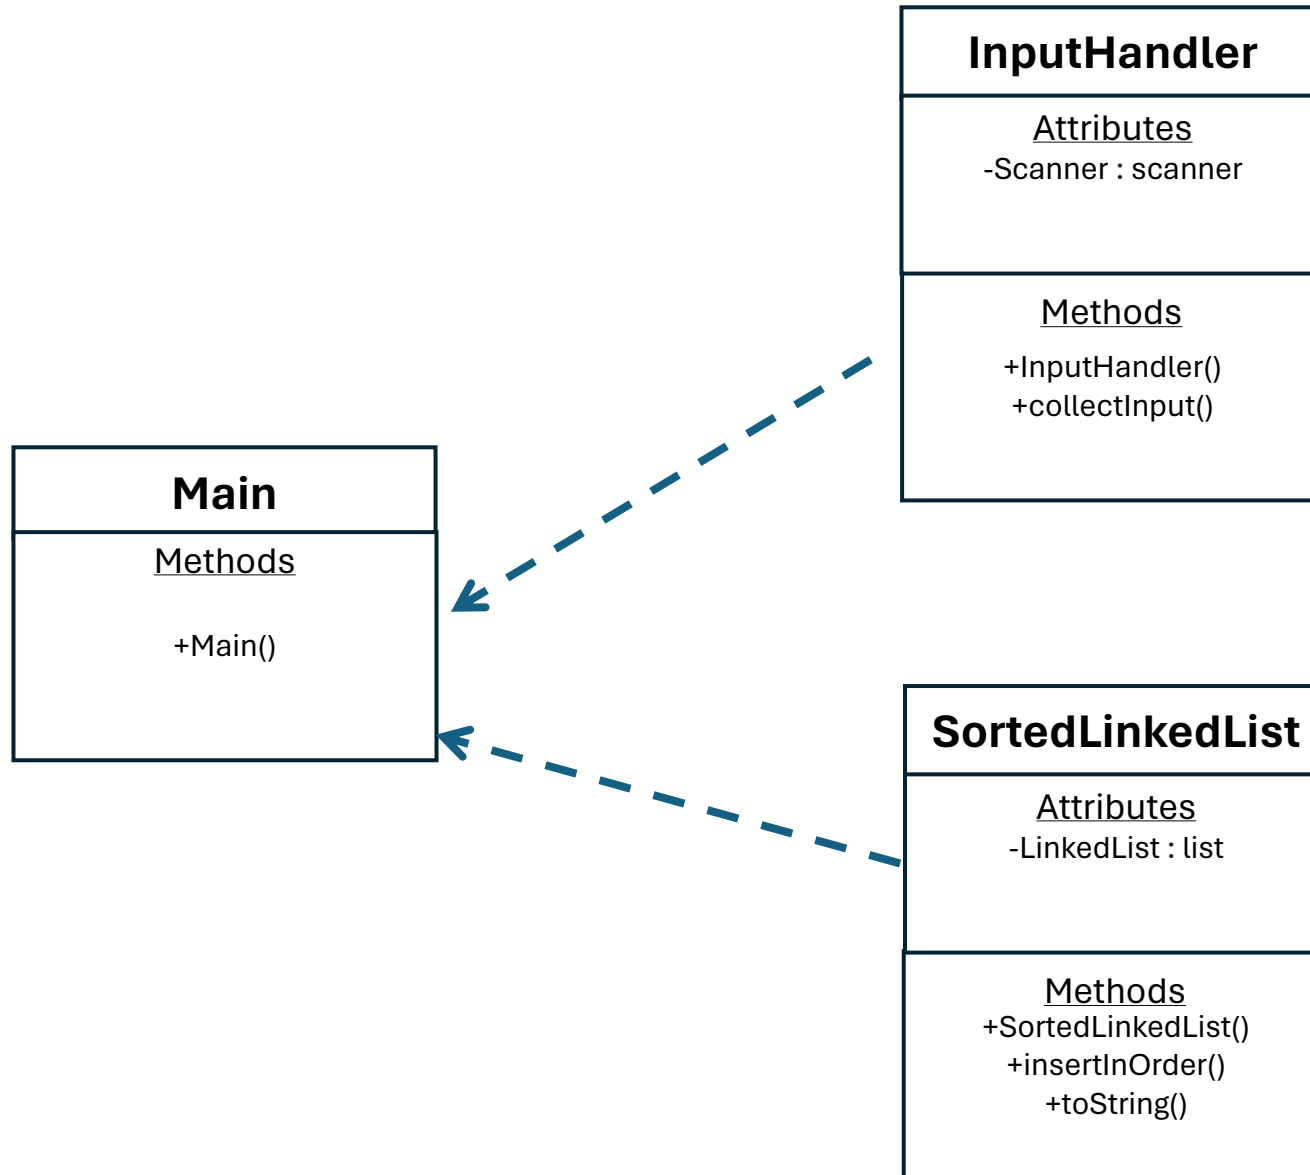 InputHandler
Attributes
-Scanner : scanner
Methods
+InputHandler()
+collectInput()
Main
Methods
+Main()
SortedLinkedList
Attributes
-LinkedList : list
Methods
+SortedLinkedList()
+insertInOrder()
+toString()